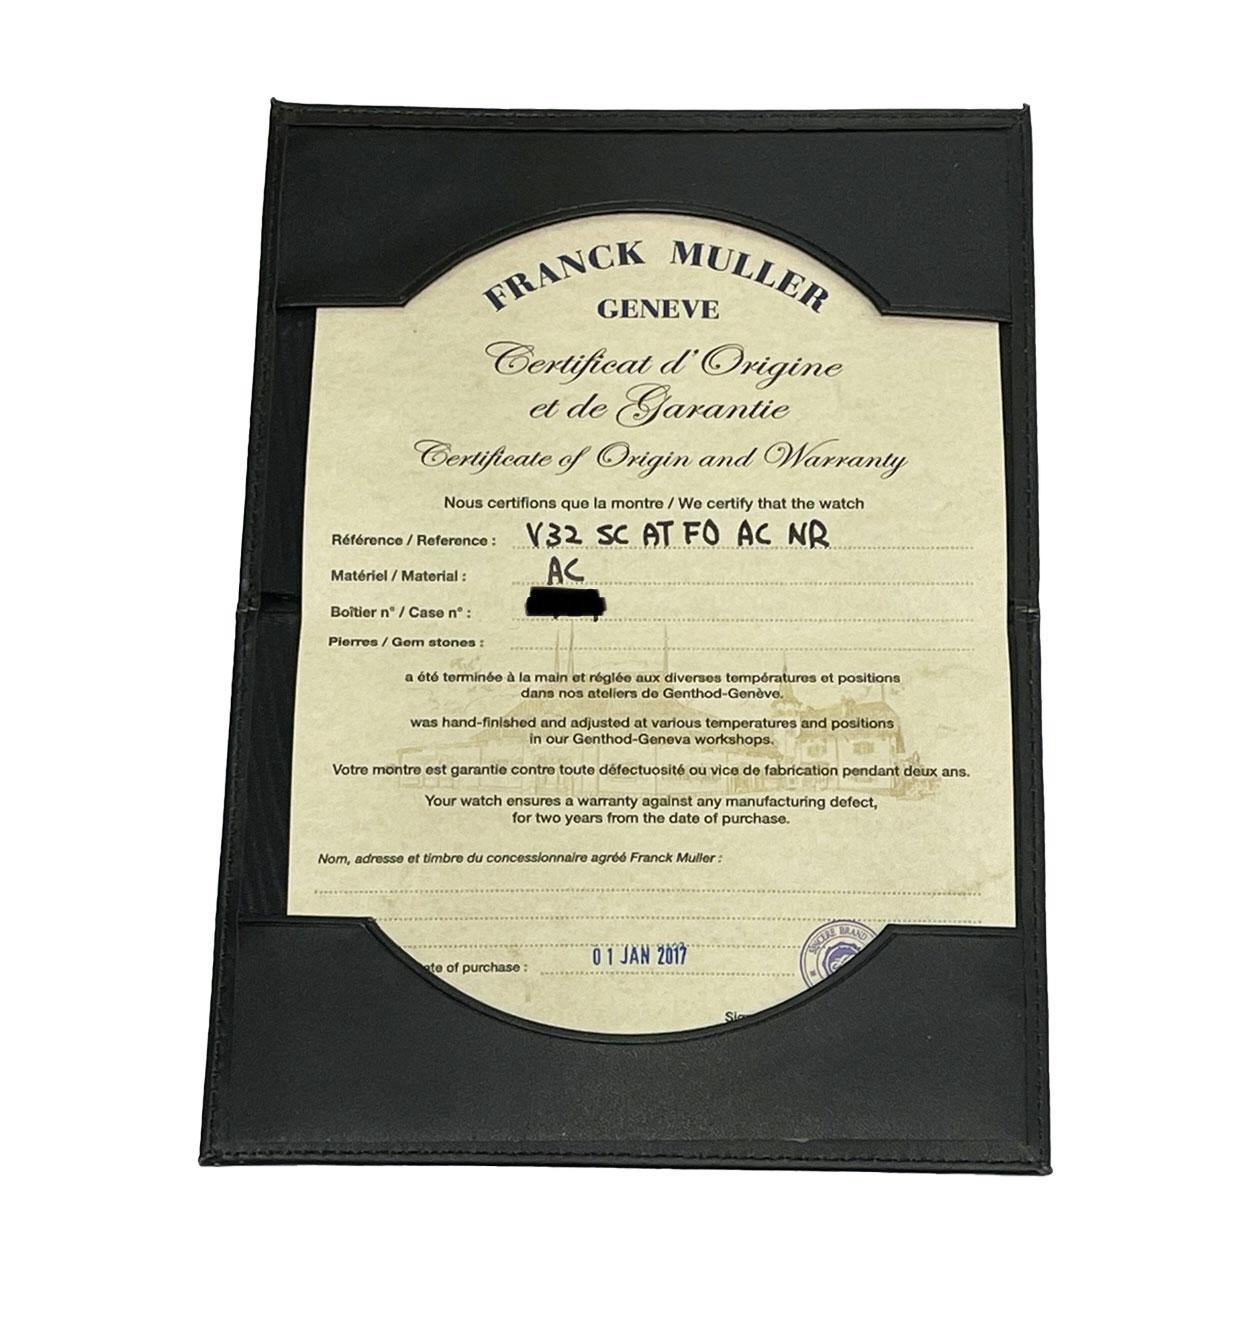 FRANCK MULLER
GENEVE
Certificat d'Origine
et de Garantie
Certificate of Origin and Warranty
Nous certifions que la montre / We certify that the watch
Référence / Reference : V32 SC AT FO AC NR
Matériel / Material : AC
Boîtier n° / Case n° :
Pierres / Gem stones :
a été terminée à la main et réglée aux diverses températures et positions
dans nos ateliers de Genthod-Genève.
was hand-finished and adjusted at various temperatures and positions
in our Genthod-Geneva workshops.
Votre montre est garantie contre toute défectuosité ou vice de fabrication pendant deux ans.
Your watch ensures a warranty against any manufacturing defect,
for two years from the date of purchase.
Nom, adresse et timbre du concessionnaire agréé Franck Muller :
SINCERE BRAND
of purchase : 01 JAN 2017